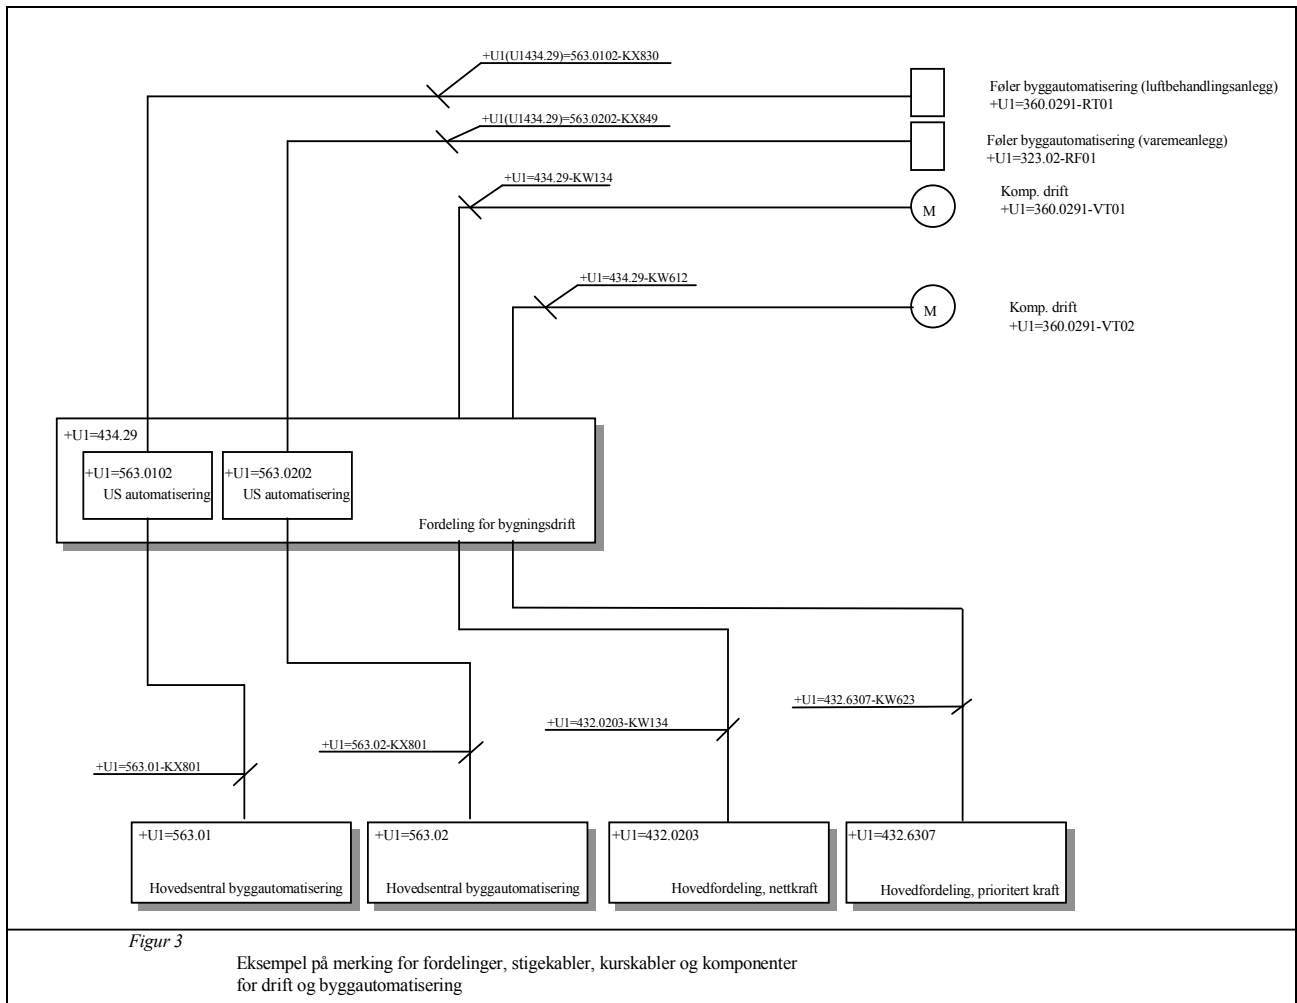 +U1(U1434.29)=563.0102-KX830
Føler byggautomatisering (luftbehandlingsanlegg)
+U1=360.0291-RT01
+U1(U1434.29)=563.0202-KX849
Føler byggautomatisering (varemeanlegg)
+U1=323.02-RF01
+U1=434.29-KW134
Komp. drift
+U1=360.0291-VT01
M
+U1=434.29-KW612
Komp. drift
+U1=360.0291-VT02
M
+U1=434.29
+U1=563.0102
US automatisering
+U1=563.0202
US automatisering
Fordeling for bygningsdrift
+U1=432.6307-KW623
+U1=432.0203-KW134
+U1=563.02-KX801
+U1=563.01-KX801
+U1=563.01
Hovedsentral byggautomatisering
+U1=563.02
Hovedsentral byggautomatisering
+U1=432.0203
Hovedfordeling, nettkraft
+U1=432.6307
Hovedfordeling, prioritert kraft
Figur 3
Eksempel på merking for fordelinger, stigekabler, kurskabler og komponenter
for drift og byggautomatisering